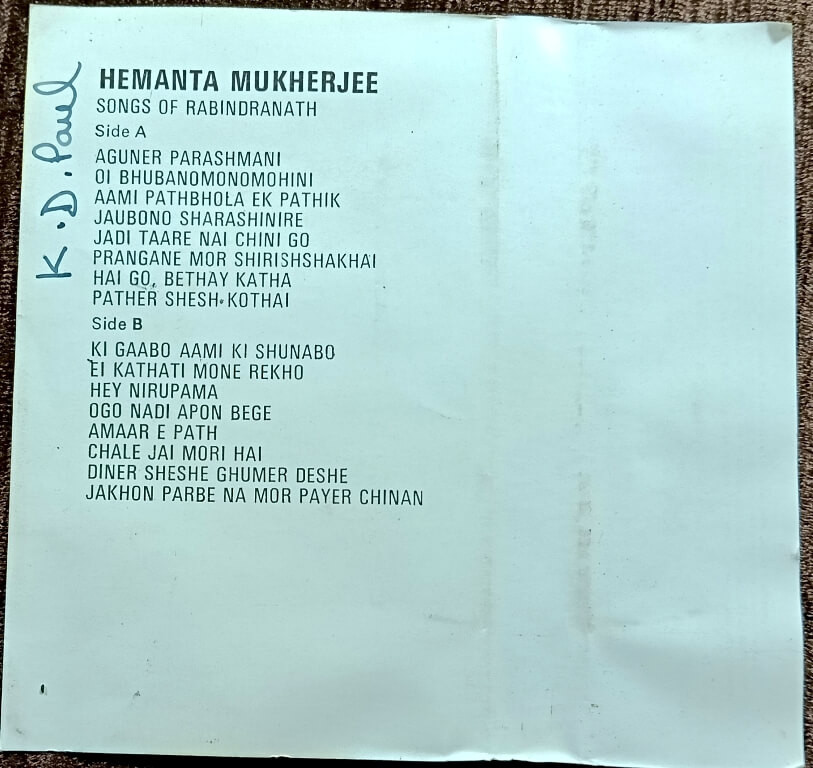 HEMANTA MUKHERJEE
SONGS OF RABINDRANATH
Side A
AGUNER PARASHMANI
OI BHUBANOMONOMOHINI
AAMI PATHBHOLA EK PATHIK
JAUBONO SHARASHINIRE
JADI TAARE NAI CHINI GO
PRANGANE MOR SHIRISHSHAKHAI
HAI GO, BETHAY KATHA
PATHER SHESH KOTHAI
Side B
KI GAABO AAMI KI SHUNABO
EI KATHATI MONE REKHO
HEY NIRUPAMA
OGO NADI APON BEGE
AMAAR E PATH
CHALE JAI MORI HAI
DINER SHESHE GHUMER DESHE
JAKHON PARBE NA MOR PAYER CHINAN
K. D. Paul